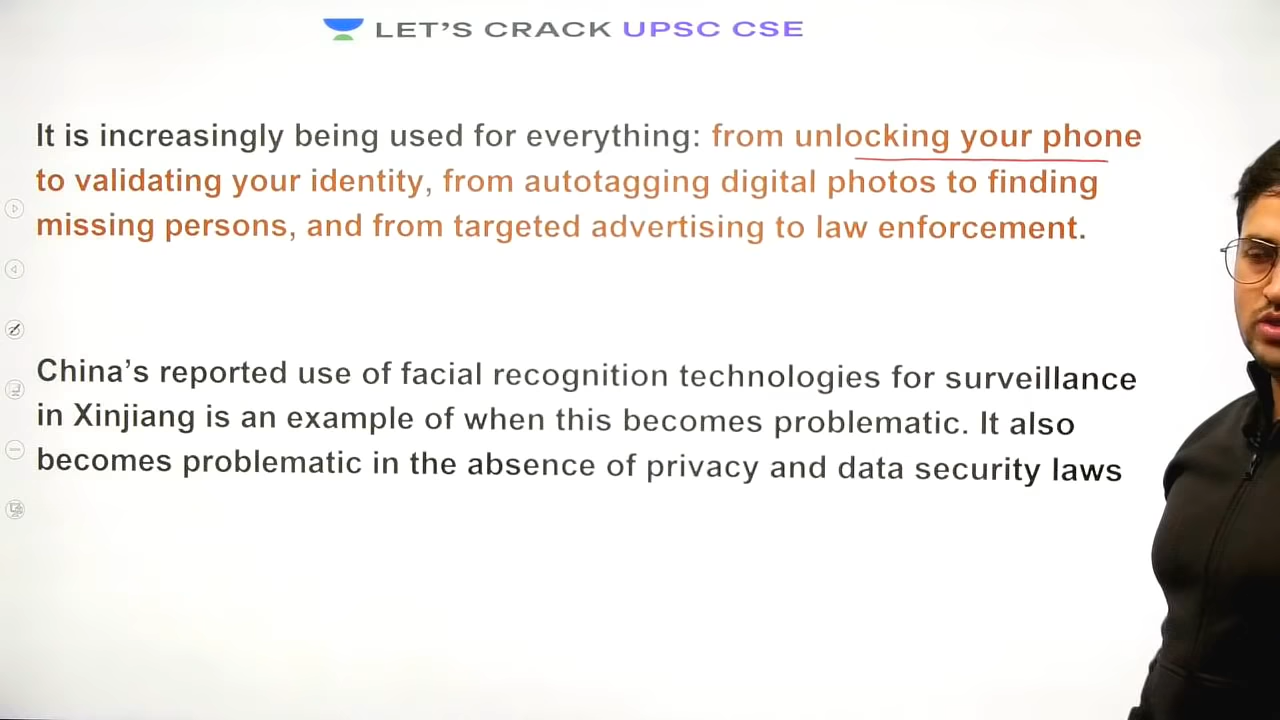 LET'S CRACK UPSC CSE
It is increasingly being used for everything: from unlocking your phone
to validating your identity, from autotagging digital photos to finding
missing persons, and from targeted advertising to law enforcement.
China's reported use of facial recognition technologies for surveillance
in Xinjiang is an example of when this becomes problematic. It also
becomes problematic in the absence of privacy and data security laws